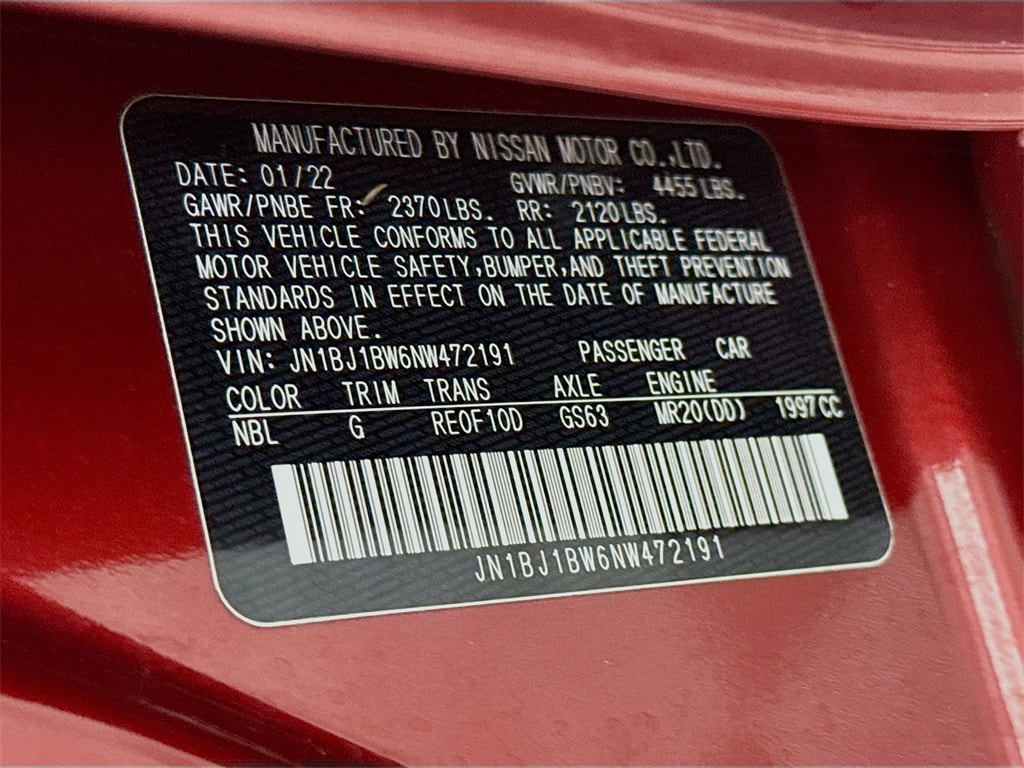 MANUFACTURED BY NISSAN MOTOR CO.,LTD.
DATE: 01/22 GVWR/PNBV: 4455 LBS.
GAWR/PNBE FR: 2370 LBS. RR: 2120 LBS.
THIS VEHICLE CONFORMS TO ALL APPLICABLE FEDERAL
MOTOR VEHICLE SAFETY,BUMPER,AND THEFT PREVENTION
STANDARDS IN EFFECT ON THE DATE OF MANUFACTURE
SHOWN ABOVE.
VIN: JN1BJ1BW6NW472191 PASSENGER CAR
COLOR TRIM TRANS AXLE ENGINE
NBL G RE0F10D GS63 MR20(DD) 1997CC
JN1BJ1BW6NW472191